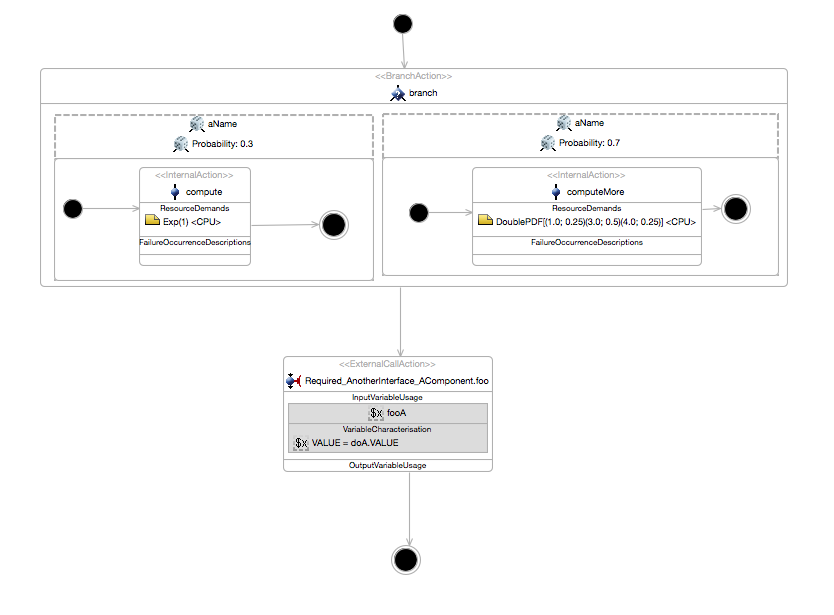 <<BranchAction>>
branch
aName
Probability: 0.3
<<InternalAction>>
compute
ResourceDemands
Exp(1) <CPU>
FailureOccurrenceDescriptions
aName
Probability: 0.7
<<InternalAction>>
computeMore
ResourceDemands
DoublePDF[(1.0; 0.25)(3.0; 0.5)(4.0; 0.25)] <CPU>
FailureOccurrenceDescriptions
<<ExternalCallAction>>
Required_AnotherInterface_AComponent.foo
InputVariableUsage
$x fooA
VariableCharacterisation
$x VALUE = doA.VALUE
OutputVariableUsage